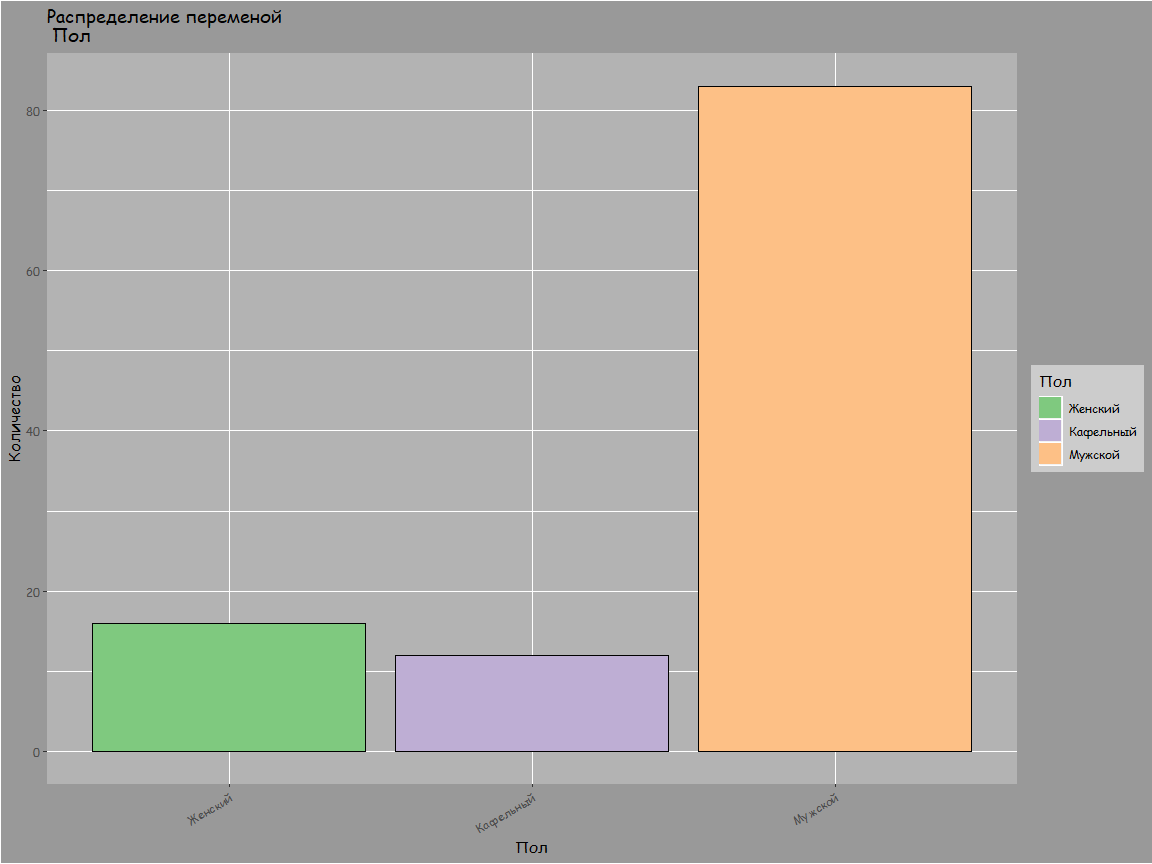 Распределение переменой
Пол
80
60
40
20
0
Количество
Женский
Кафельный
Мужской
Пол
Пол
Женский
Кафельный
Мужской